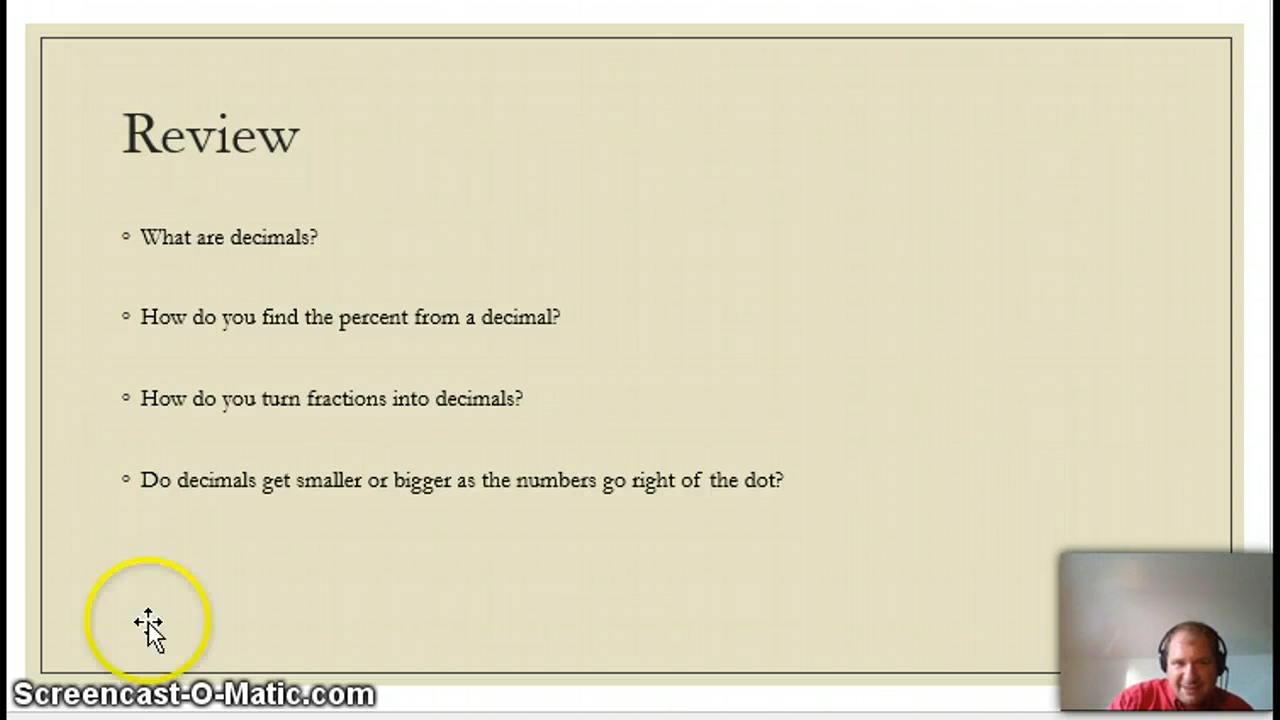 Review
◦ What are decimals?
◦ How do you find the percent from a decimal?
◦ How do you turn fractions into decimals?
◦ Do decimals get smaller or bigger as the numbers go right of the dot?
Screencast-O-Matic.com